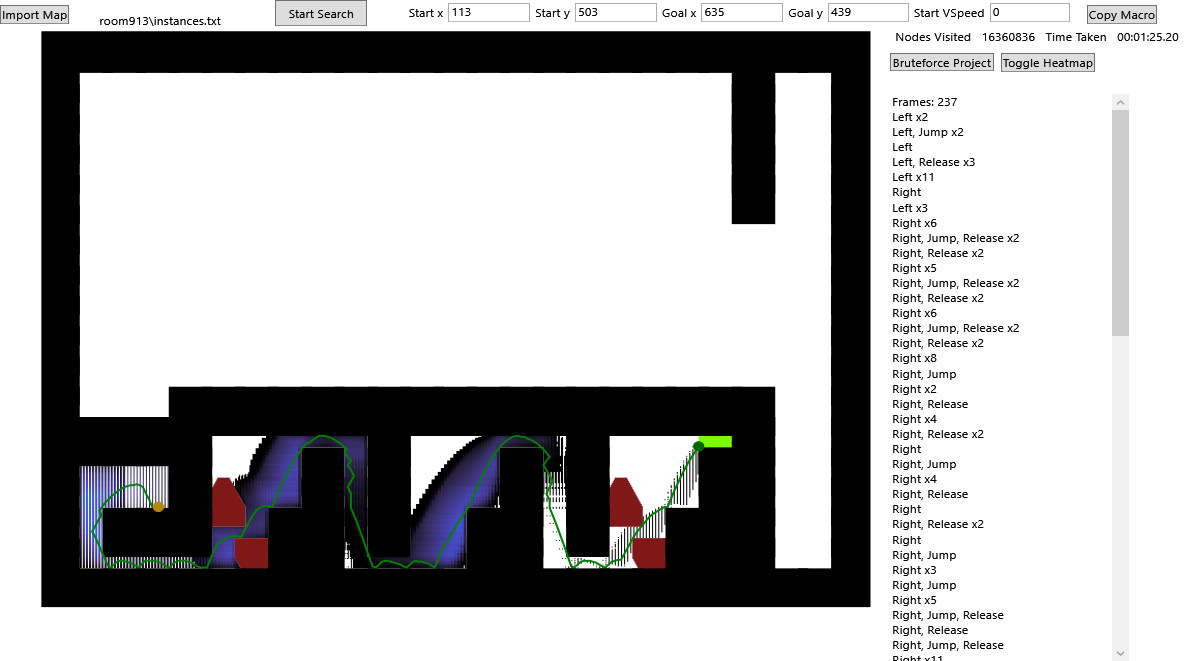 Import Map
room913\instances.txt
Start Search
Start x 113 Start y 503 Goal x 635 Goal y 439 Start VSpeed 0
Copy Macro
Nodes Visited 16360836 Time Taken 00:01:25.20
Bruteforce Project Toggle Heatmap
Frames: 237
Left x2
Left, Jump x2
Left
Left, Release x3
Left x11
Right
Left x3
Right x6
Right, Jump, Release x2
Right, Release x2
Right x5
Right, Jump, Release x2
Right, Release x2
Right x6
Right, Jump, Release x2
Right, Release x2
Right x8
Right, Jump
Right x2
Right, Release
Right x4
Right, Release x2
Right
Right, Jump
Right x4
Right, Release
Right
Right, Release x2
Right
Right, Jump
Right x3
Right, Jump
Right x5
Right, Jump, Release
Right, Release
Right, Jump, Release
Right x11